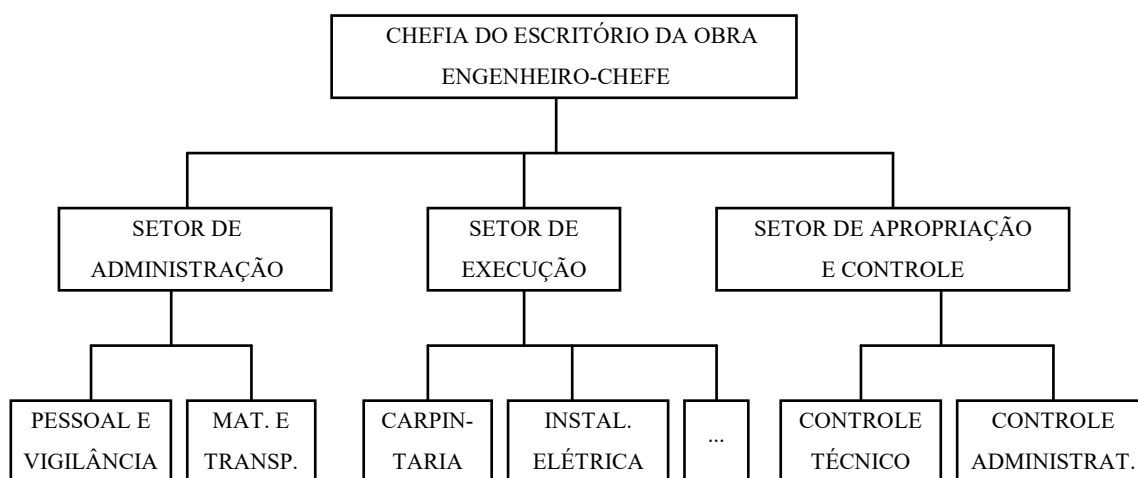 CHEFIA DO ESCRITÓRIO DA OBRA
ENGENHEIRO-CHEFE
SETOR DE
ADMINISTRAÇÃO
SETOR DE
EXECUÇÃO
SETOR DE APROPRIAÇÃO
E CONTROLE
PESSOAL E
VIGILÂNCIA
MAT. E
TRANSP.
CARPIN-
TARIA
INSTAL.
ELÉTRICA
...
CONTROLE
TÉCNICO
CONTROLE
ADMINISTRAT.